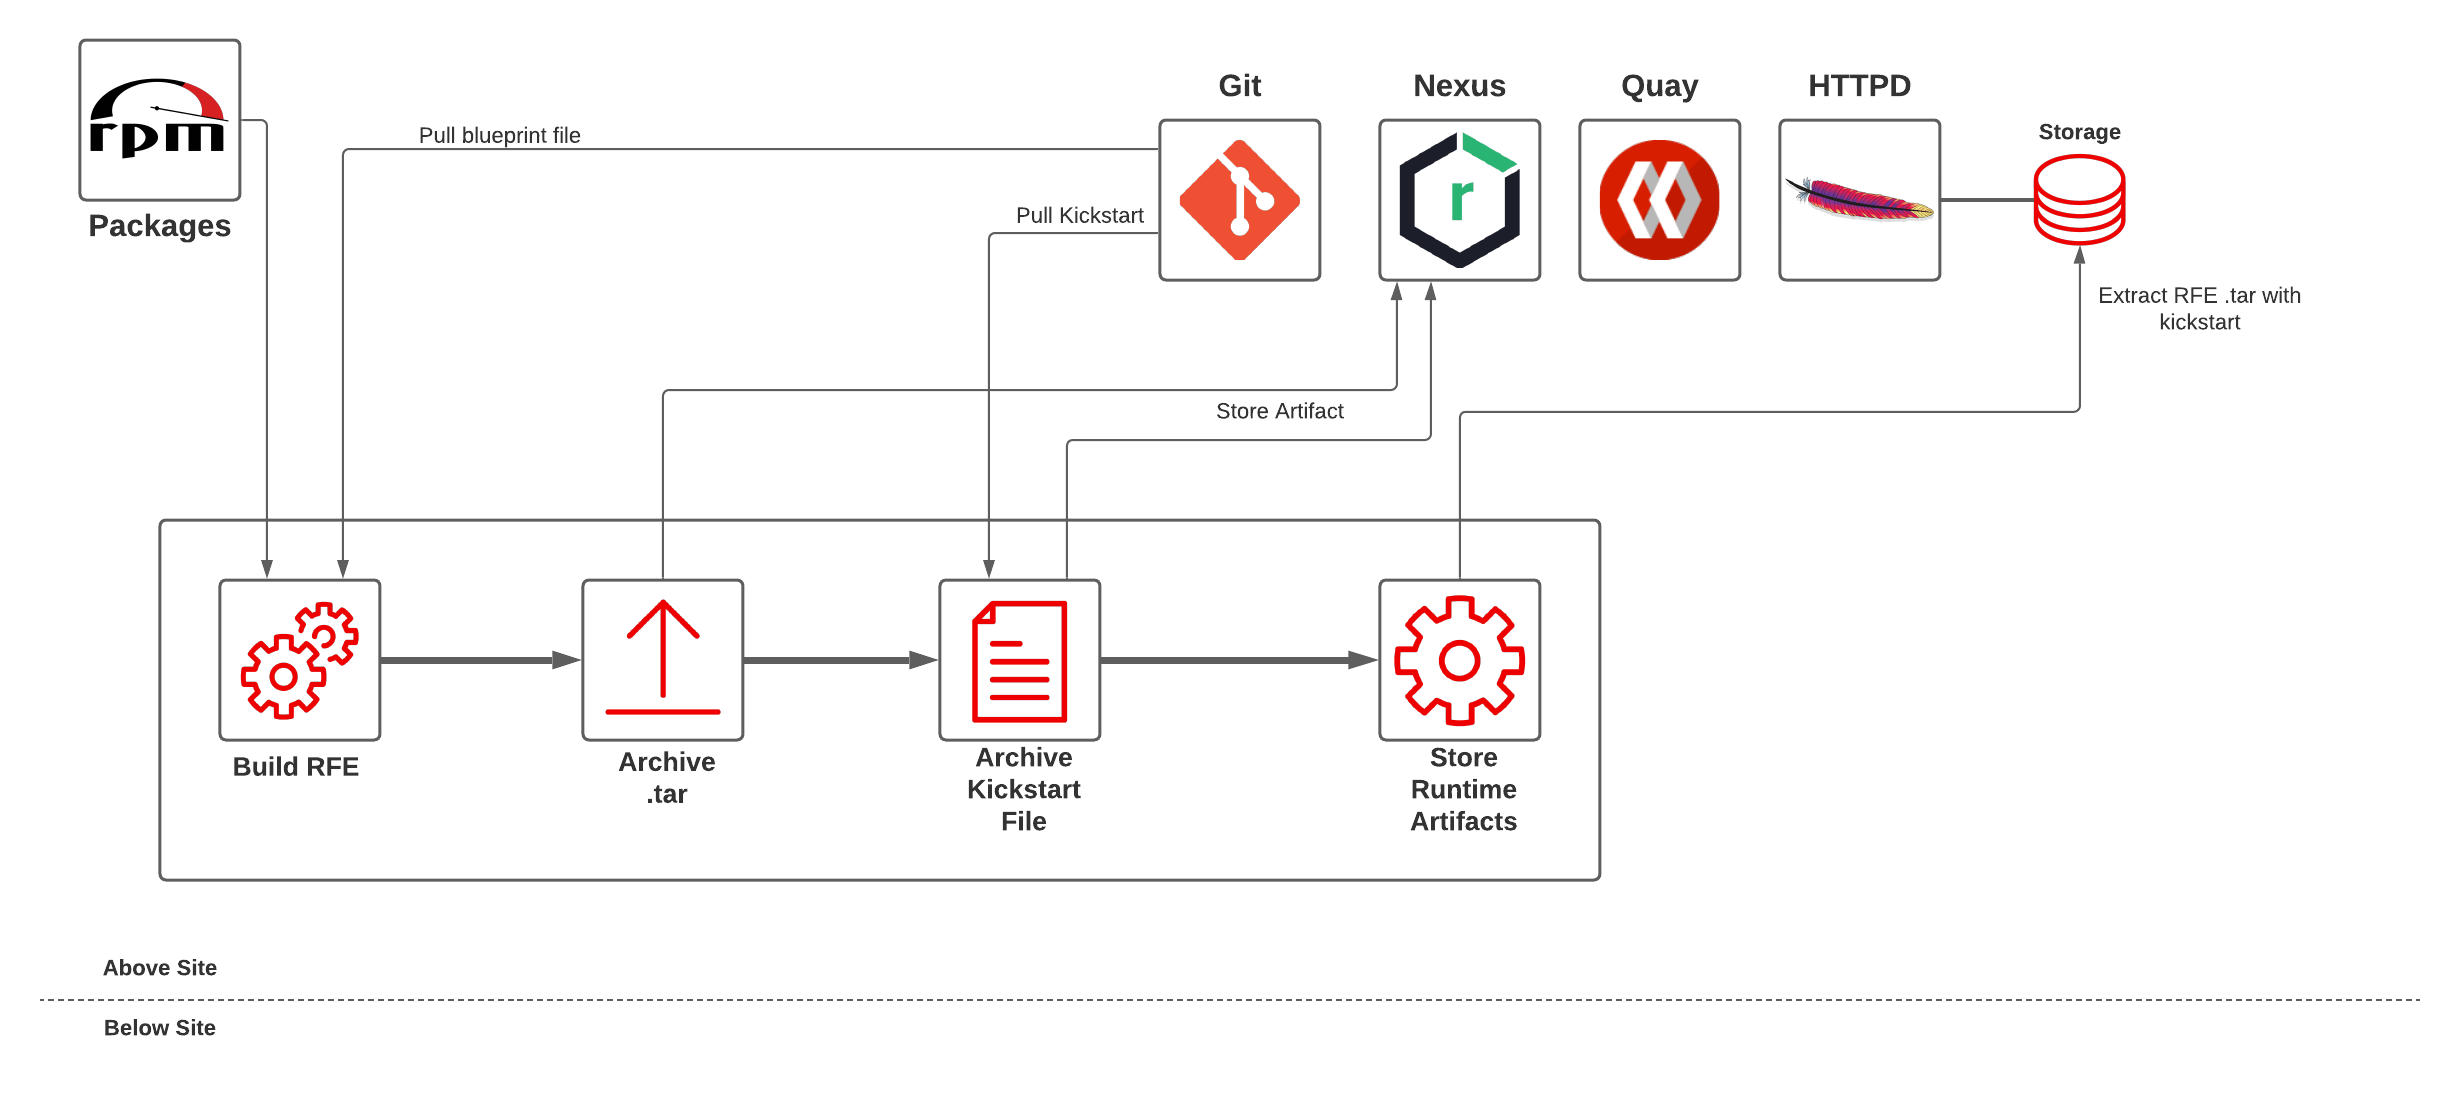 Git
Nexus
Quay
HTTPD
rpm
Packages
Pull blueprint file
Storage
Pull Kickstart
r
Extract RFE .tar with
kickstart
Store Artifact
Build RFE
Archive
.tar
Archive
Kickstart
File
Store
Runtime
Artifacts
Above Site
Below Site